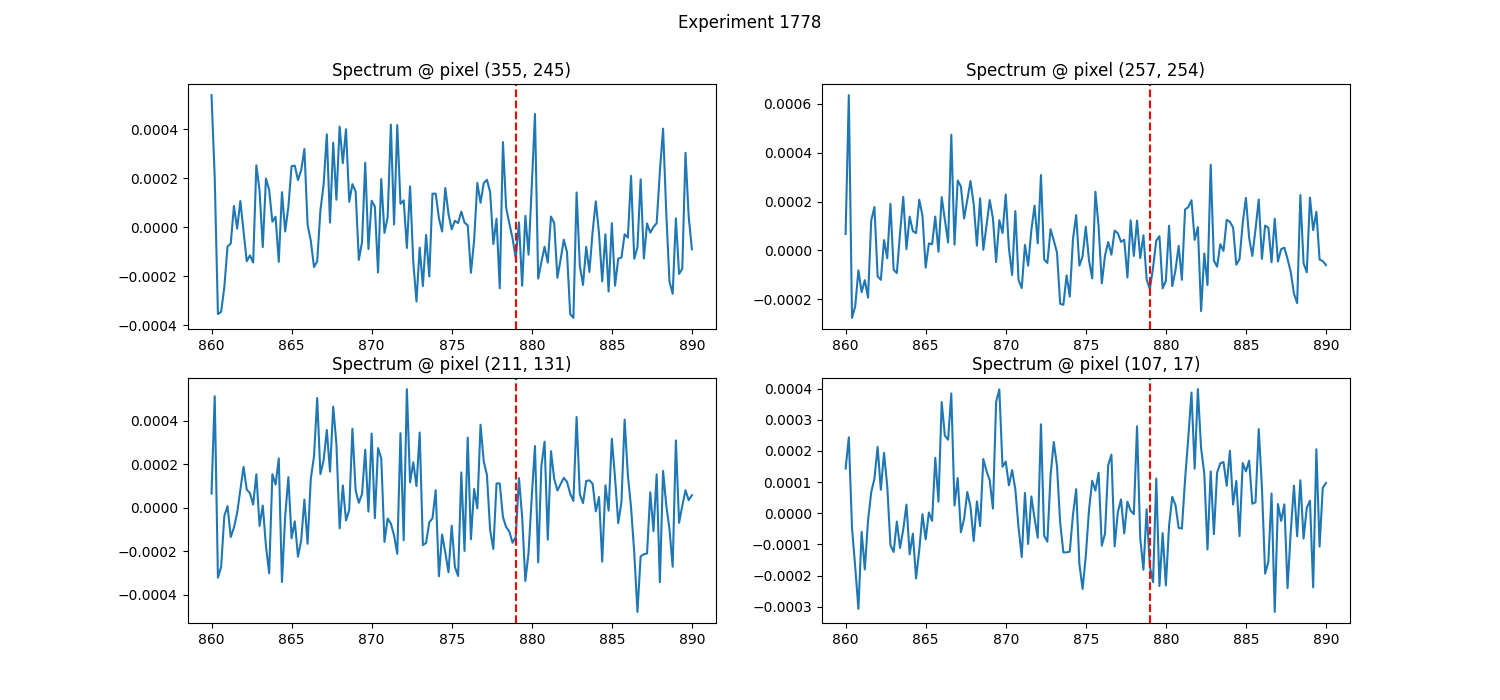 Experiment 1778
Spectrum @ pixel (355, 245)
0.0004
0.0002
0.0000
−0.0002
−0.0004
860 865 870 875 880 885 890
Spectrum @ pixel (257, 254)
0.0006
0.0004
0.0002
0.0000
−0.0002
860 865 870 875 880 885 890
Spectrum @ pixel (211, 131)
0.0004
0.0002
0.0000
−0.0002
−0.0004
860 865 870 875 880 885 890
Spectrum @ pixel (107, 17)
0.0004
0.0003
0.0002
0.0001
0.0000
−0.0001
−0.0002
−0.0003
860 865 870 875 880 885 890